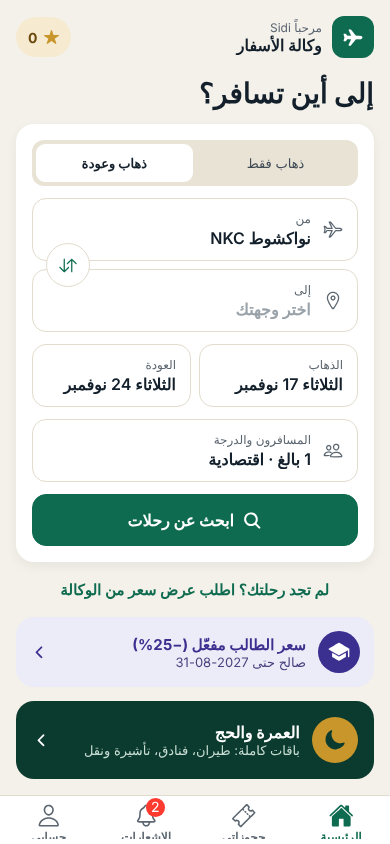 مرحباً Sidi
وكالة الأسفار
0
إلى أين تسافر؟
ذهاب فقط
ذهاب وعودة
من
نواكشوط NKC
إلى
اختر وجهتك
الذهاب
الثلاثاء 17 نوفمبر
العودة
الثلاثاء 24 نوفمبر
المسافرون والدرجة
1 بالغ · اقتصادية
ابحث عن رحلات
لم تجد رحلتك؟ اطلب عرض سعر من الوكالة
سعر الطالب مفعّل (−25%)
صالح حتى 2027-08-31
العمرة والحج
باقات كاملة: طيران، فنادق، تأشيرة ونقل
2
الرئيسية
حجوزاتي
الإشعارات
حسابي